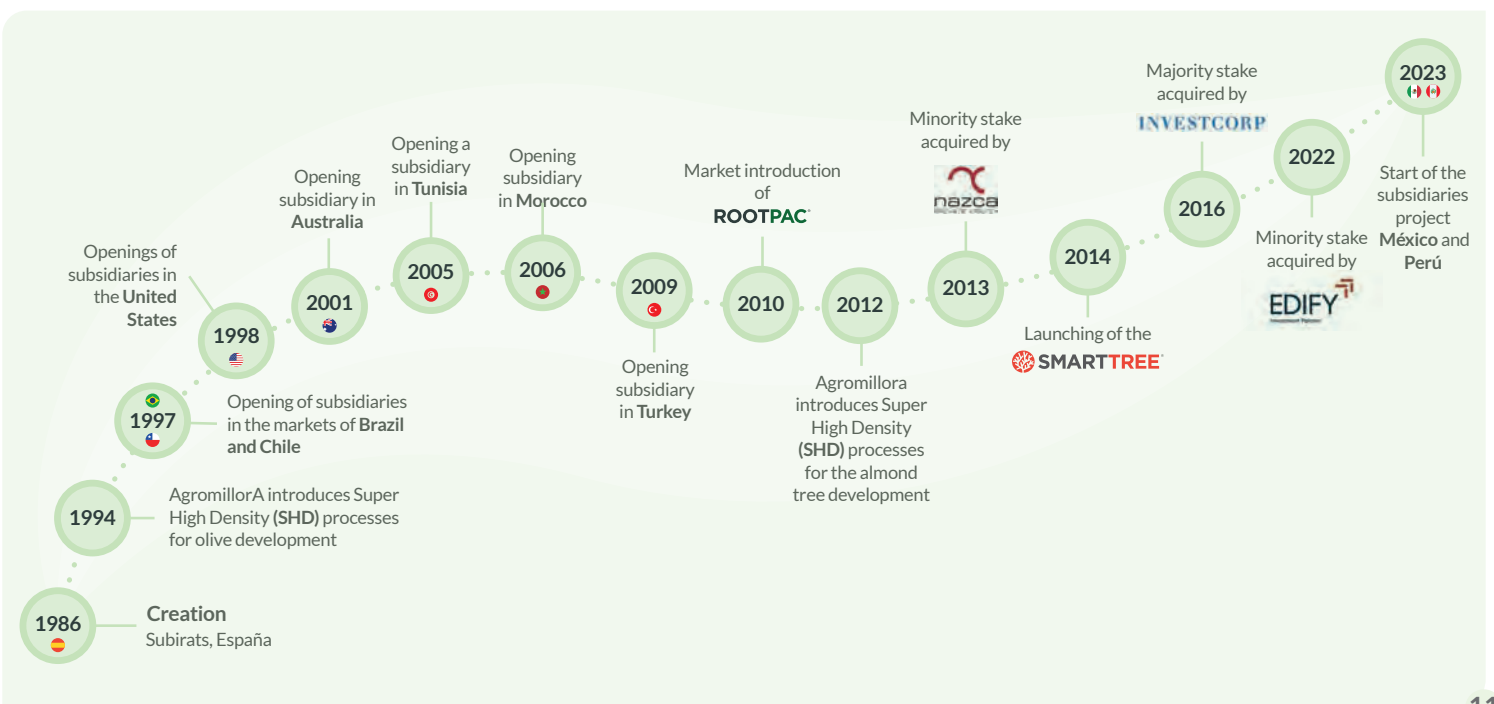 1986
Creation
Subirats, España
1994
AgromillorA introduces Super
High Density (SHD) processes
for olive development
1997
Opening of subsidiaries
in the markets of Brazil
and Chile
Openings of
subsidiaries in
the United
States
1998
Opening
subsidiary in
Australia
2001
Opening a
subsidiary
in Tunisia
2005
Opening
subsidiary
in Morocco
2006
2009
Opening
subsidiary
in Turkey
Market introduction
of
ROOTPAC
2010
2012
Agromillora
introduces Super
High Density
(SHD) processes
for the almond
tree development
Minority stake
acquired by
nazca
2013
2014
Launching of the
SMARTTREE
Majority stake
acquired by
INVESTCORP
2016
2022
Minority stake
acquired by
EDIFY
2023
Start of the
subsidiaries
project
México and
Perú
11